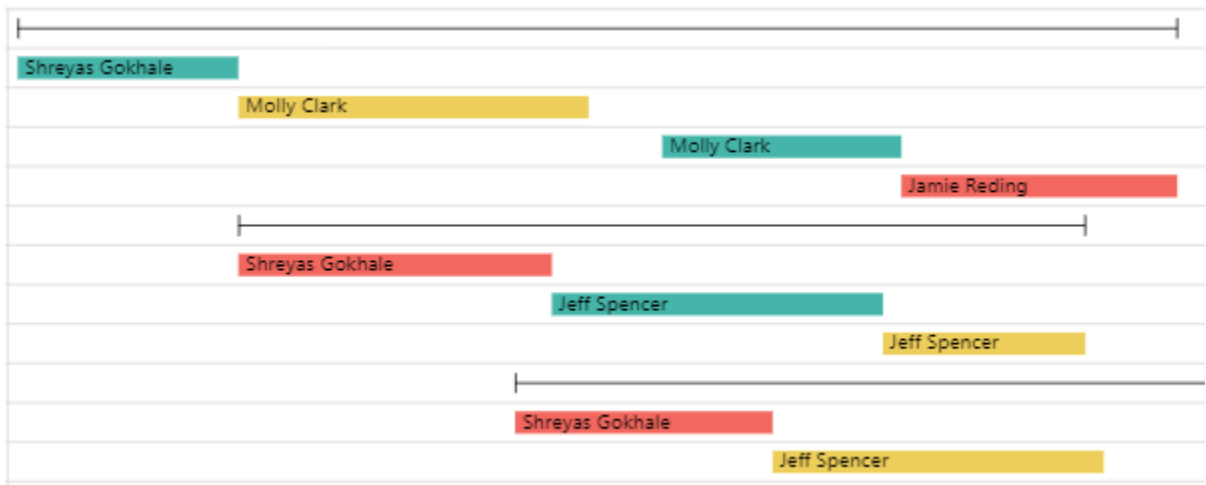 Shreyas Gokhale
Molly Clark
Molly Clark
Jamie Reding
Shreyas Gokhale
Jeff Spencer
Jeff Spencer
Shreyas Gokhale
Jeff Spencer